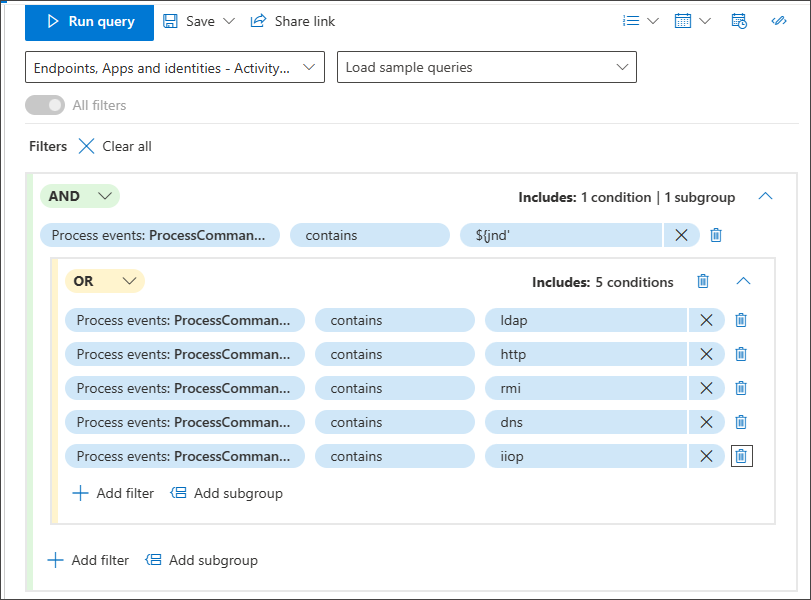 Run query Save Share link
Endpoints, Apps and identities - Activity... Load sample queries
All filters
Filters Clear all
AND Includes: 1 condition | 1 subgroup
Process events: ProcessComman... contains ${jnd'
OR Includes: 5 conditions
Process events: ProcessComman... contains ldap
Process events: ProcessComman... contains http
Process events: ProcessComman... contains rmi
Process events: ProcessComman... contains dns
Process events: ProcessComman... contains iiop
Add filter Add subgroup
Add filter Add subgroup